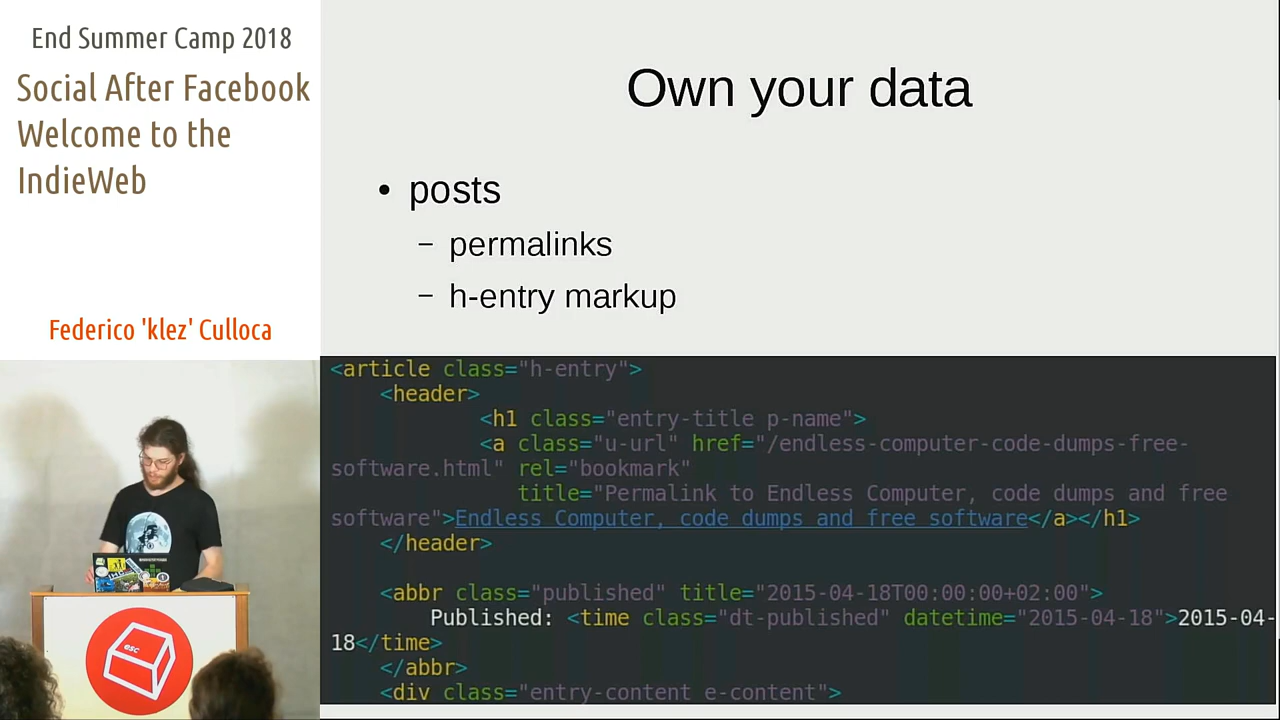 End Summer Camp 2018
Social After Facebook
Welcome to the
IndieWeb
Federico 'klez' Culloca
esc
Own your data
• posts
– permalinks
– h-entry markup
<article class="h-entry">
<header>
<h1 class="entry-title p-name">
<a class="u-url" href="/endless-computer-code-dumps-free-
software.html" rel="bookmark"
title="Permalink to Endless Computer, code dumps and free
software">Endless Computer, code dumps and free software</a></h1>
</header>
<abbr class="published" title="2015-04-18T00:00:00+02:00">
Published: <time class="dt-published" datetime="2015-04-18">2015-04-
18</time>
</abbr>
<div class="entry-content e-content">